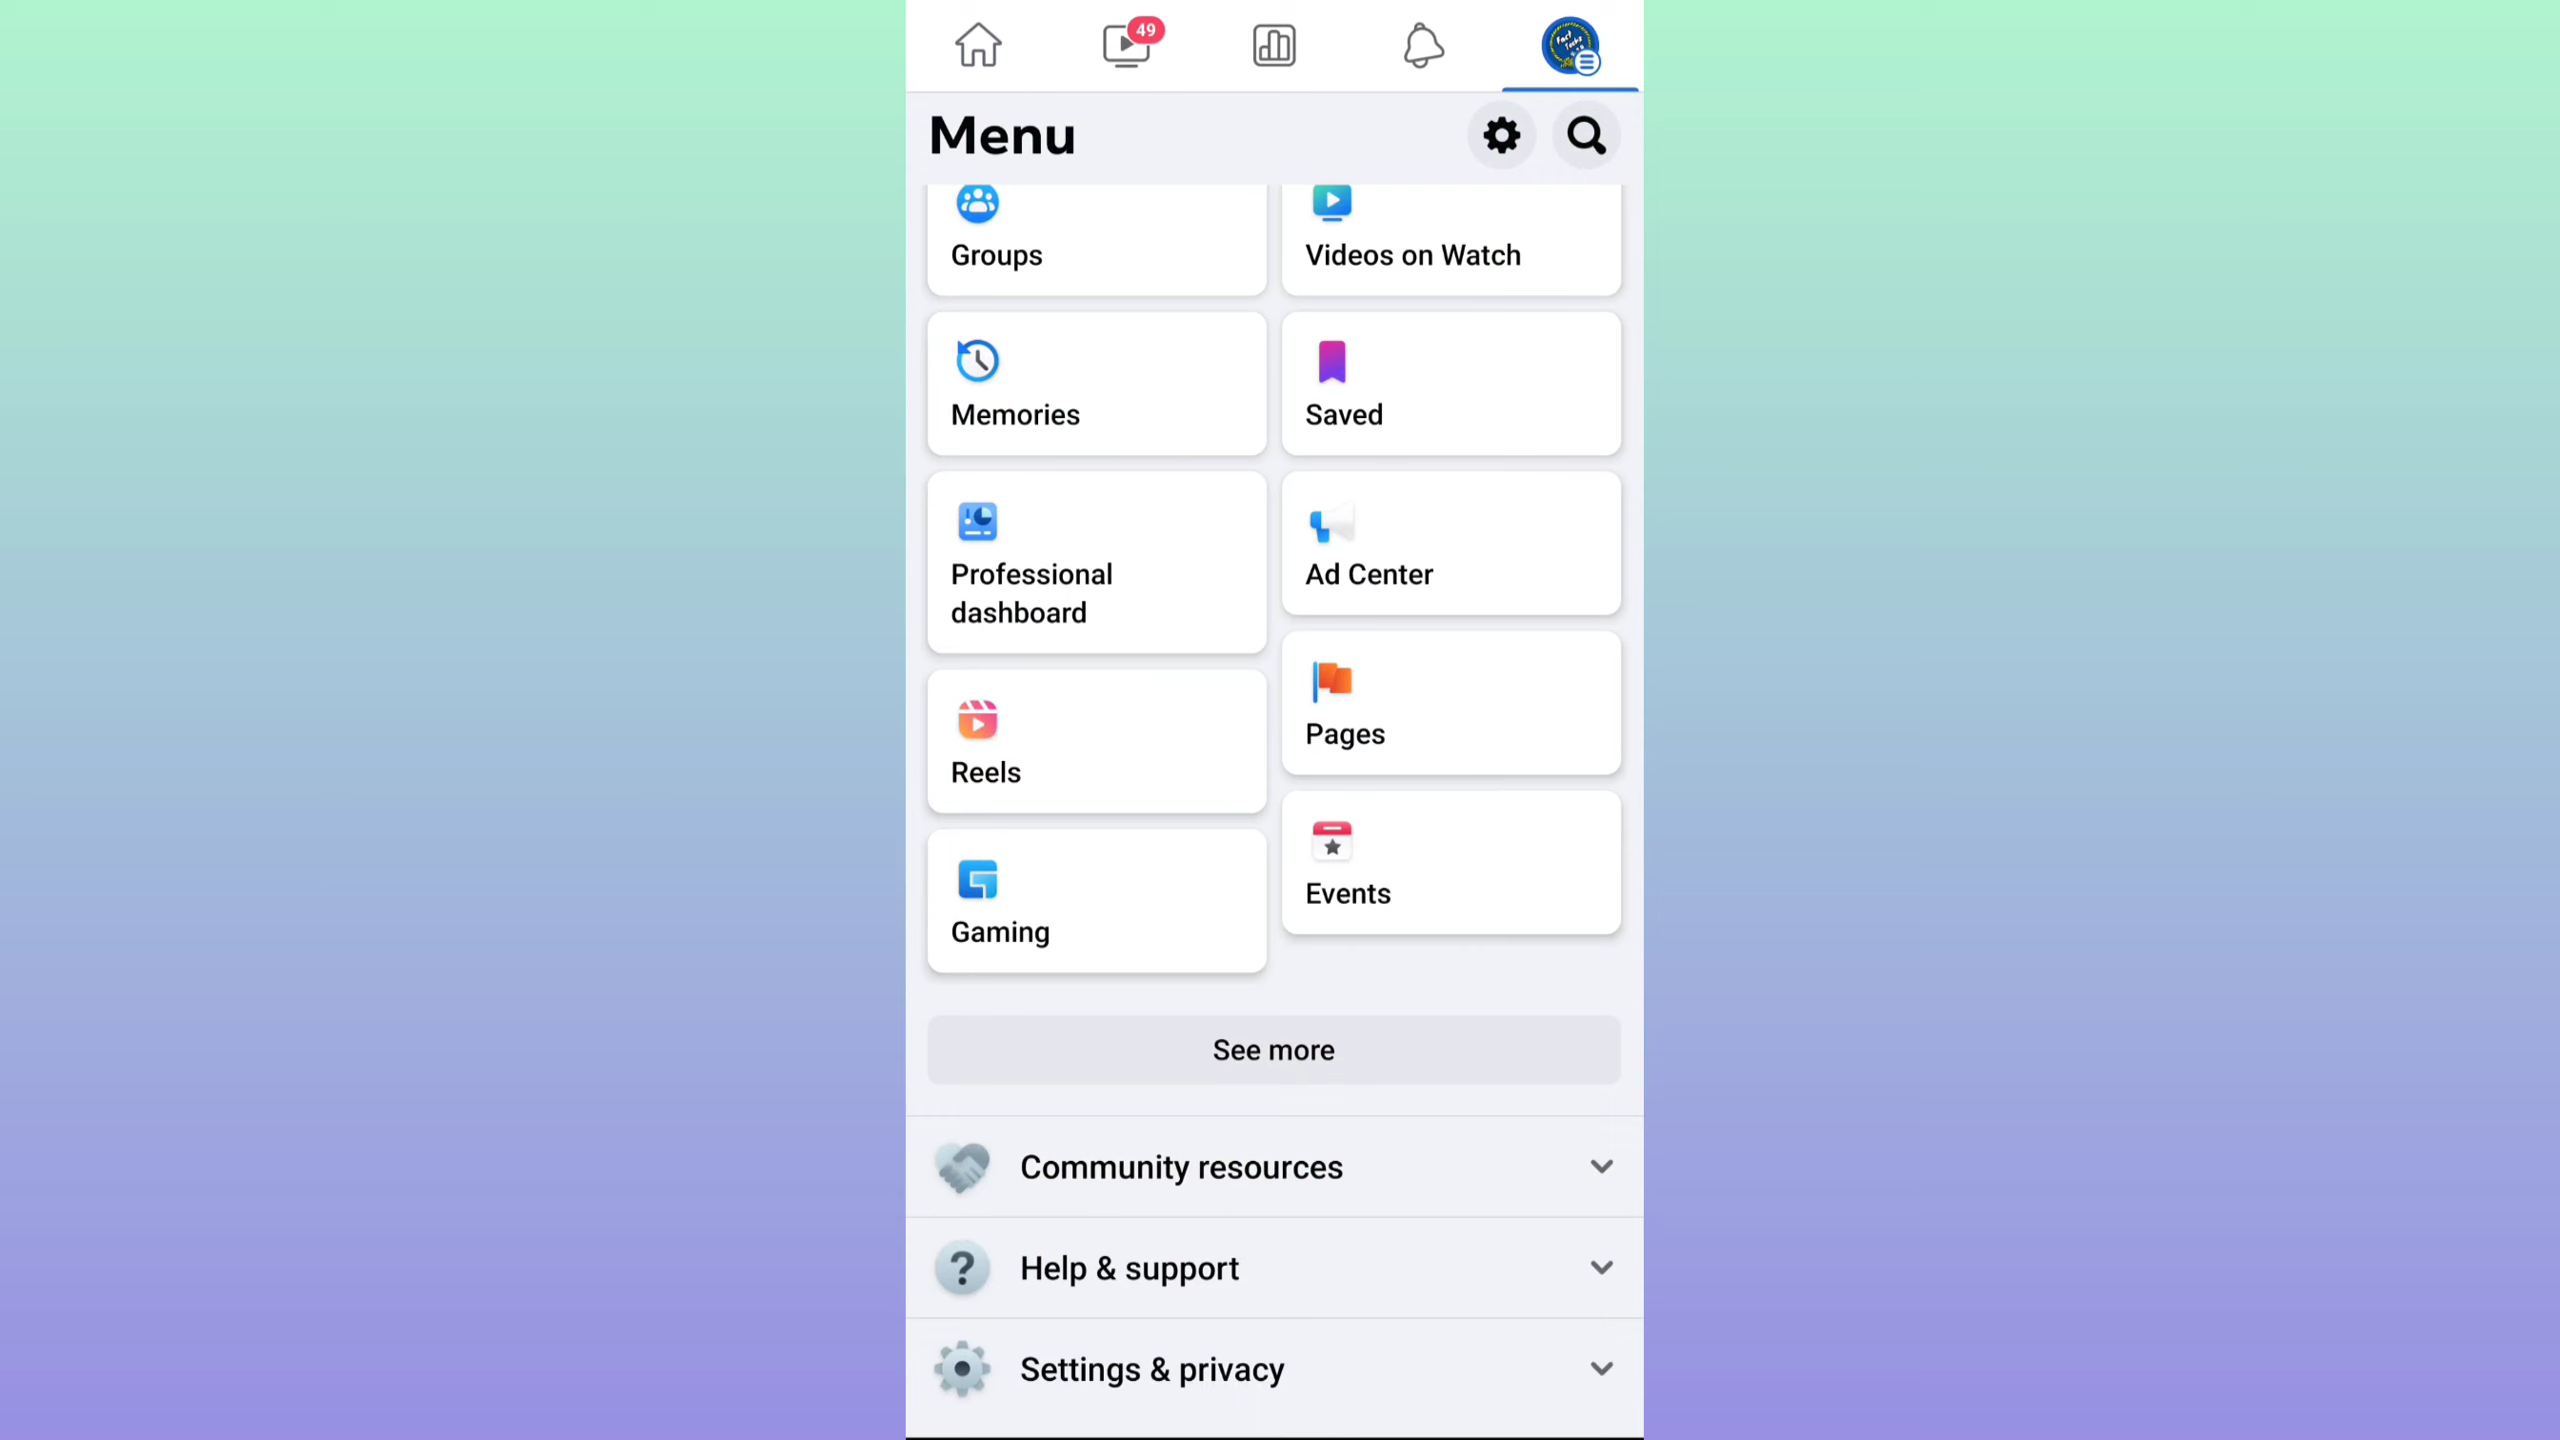 49
Menu
Groups
Videos on Watch
Memories
Saved
Professional
dashboard
Ad Center
Pages
Reels
Events
Gaming
See more
Community resources
Help & support
Settings & privacy